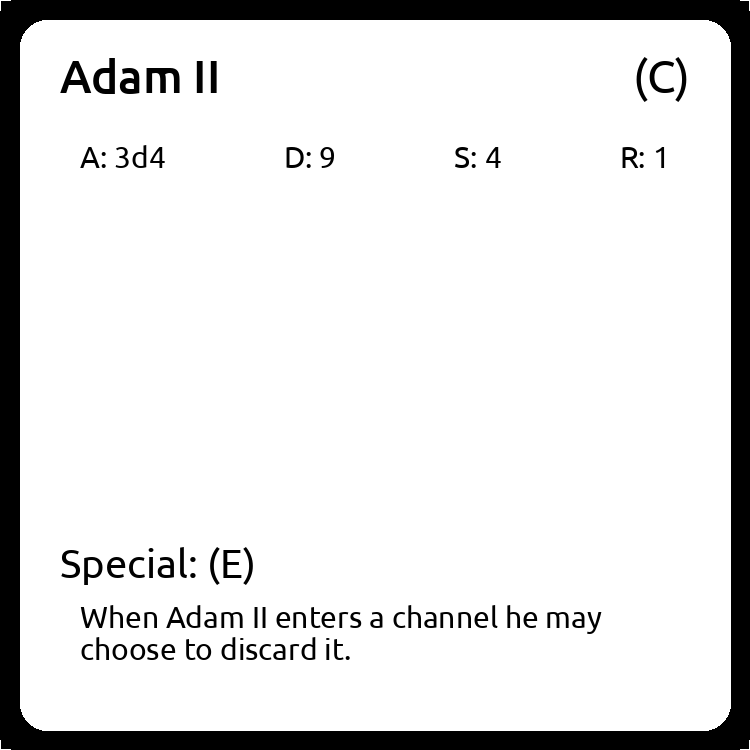 Adam II (C)
A: 3d4 D: 9 S: 4 R: 1
Special: (E)
When Adam II enters a channel he may
choose to discard it.